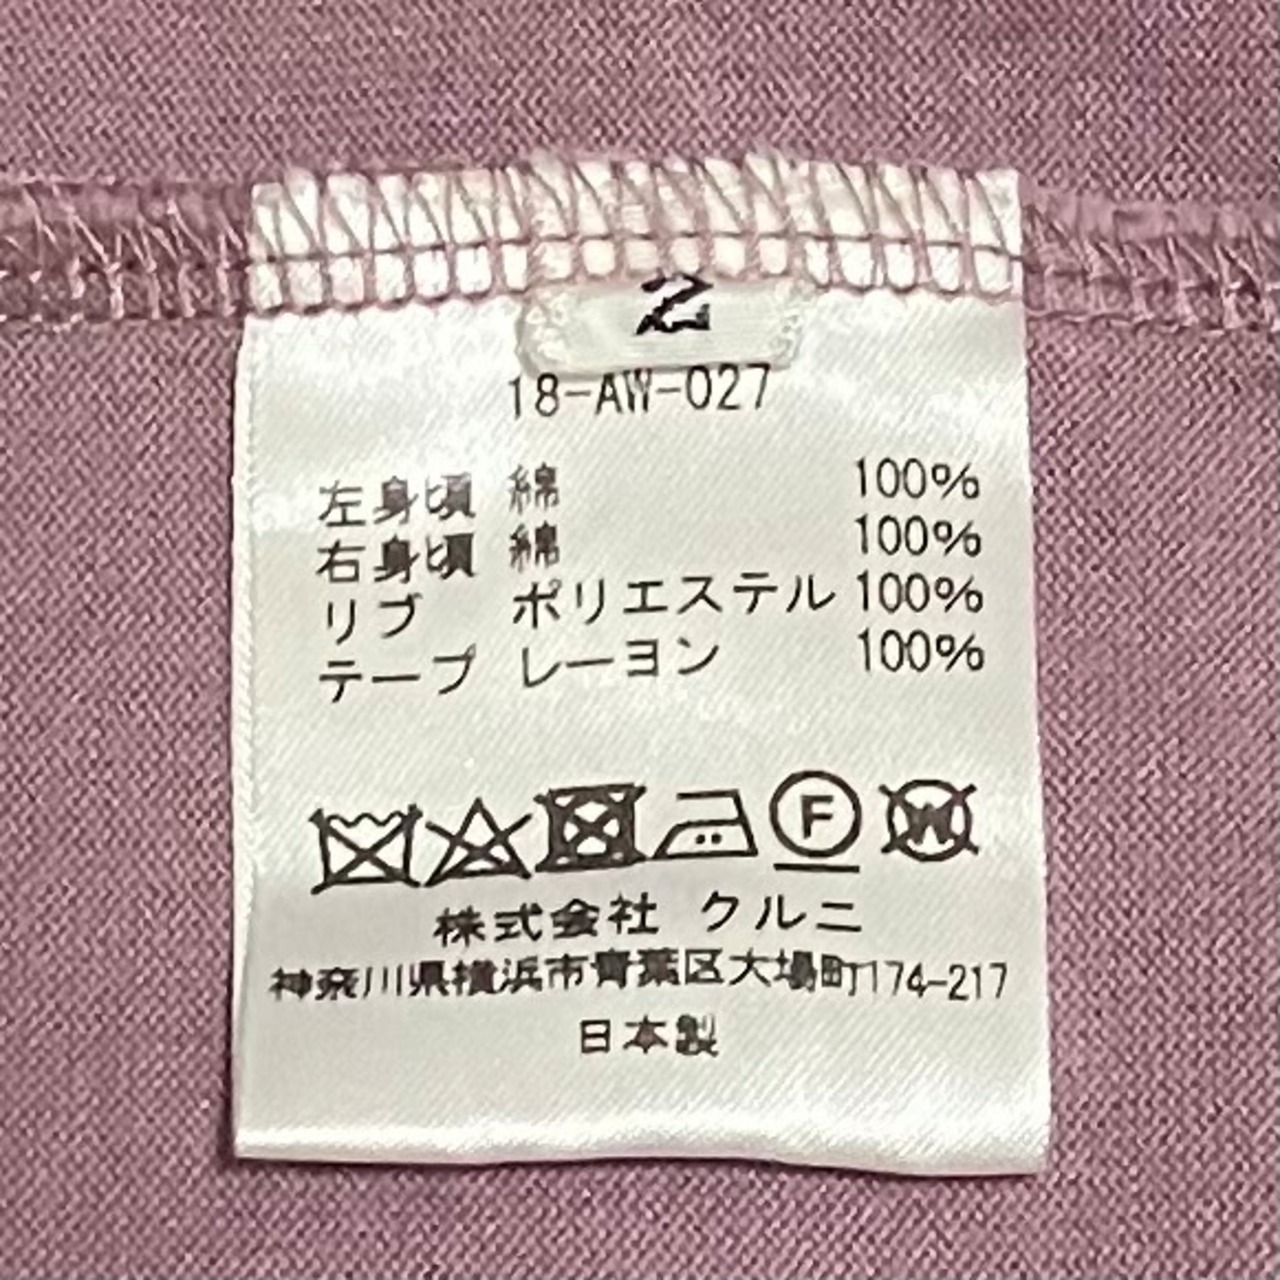 2
18-AW-027
左身頃 綿 100%
右身頃 綿 100%
リブ ポリエステル 100%
テープ レーヨン 100%
F W
株式会社 クルニ
神奈川県横浜市青葉区大場町174-217
日本製